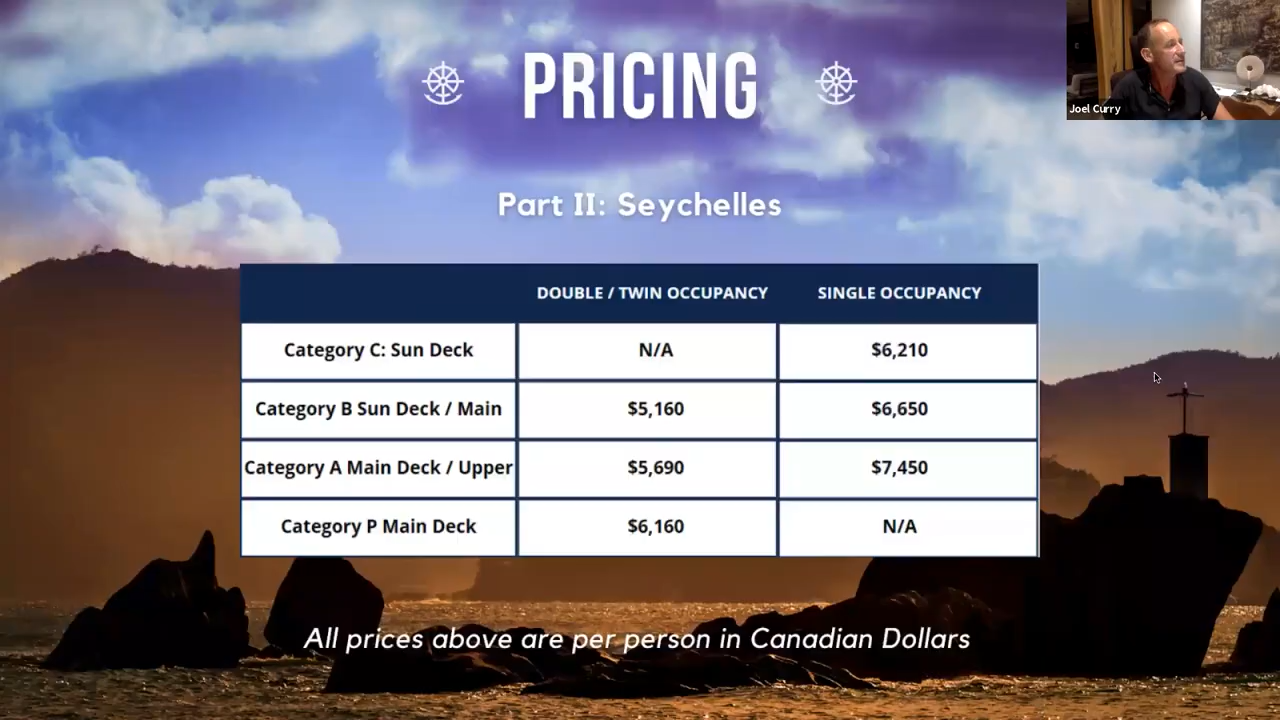 PRICING
Joel Curry
Part II: Seychelles
DOUBLE / TWIN OCCUPANCY SINGLE OCCUPANCY
Category C: Sun Deck N/A $6,210
Category B Sun Deck / Main $5,160 $6,650
Category A Main Deck / Upper $5,690 $7,450
Category P Main Deck $6,160 N/A
All prices above are per person in Canadian Dollars